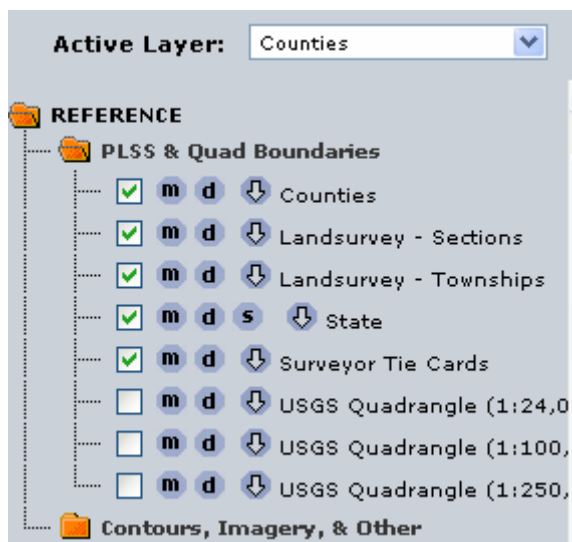 Active Layer: Counties
REFERENCE
PLSS & Quad Boundaries
m d Counties
m d Landsurvey - Sections
m d Landsurvey - Townships
m d s State
m d Surveyor Tie Cards
m d USGS Quadrangle (1:24,0
m d USGS Quadrangle (1:100,
m d USGS Quadrangle (1:250,
Contours, Imagery, & Other